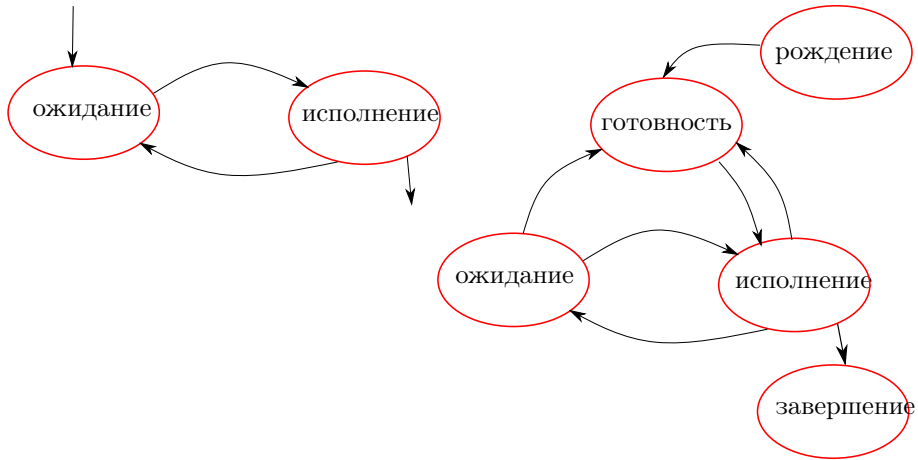 ожидание
исполнение
рождение
готовность
ожидание
исполнение
завершение